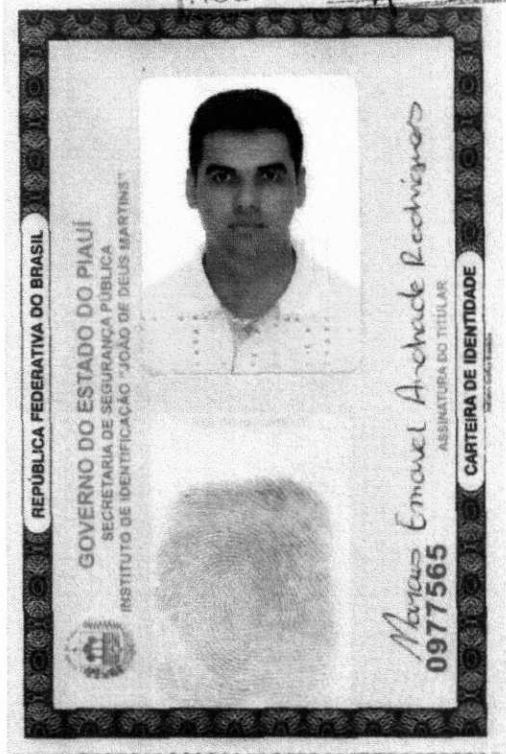 REPÚBLICA FEDERATIVA DO BRASIL
GOVERNO DO ESTADO DO PIAUÍ
SECRETARIA DE SEGURANÇA PÚBLICA
INSTITUTO DE IDENTIFICAÇÃO "JOÃO DE DEUS MARTINS"
Emanuel Andrade Rodrigues
0977565
ASSINATURA DO TITULAR
CARTEIRA DE IDENTIDADE